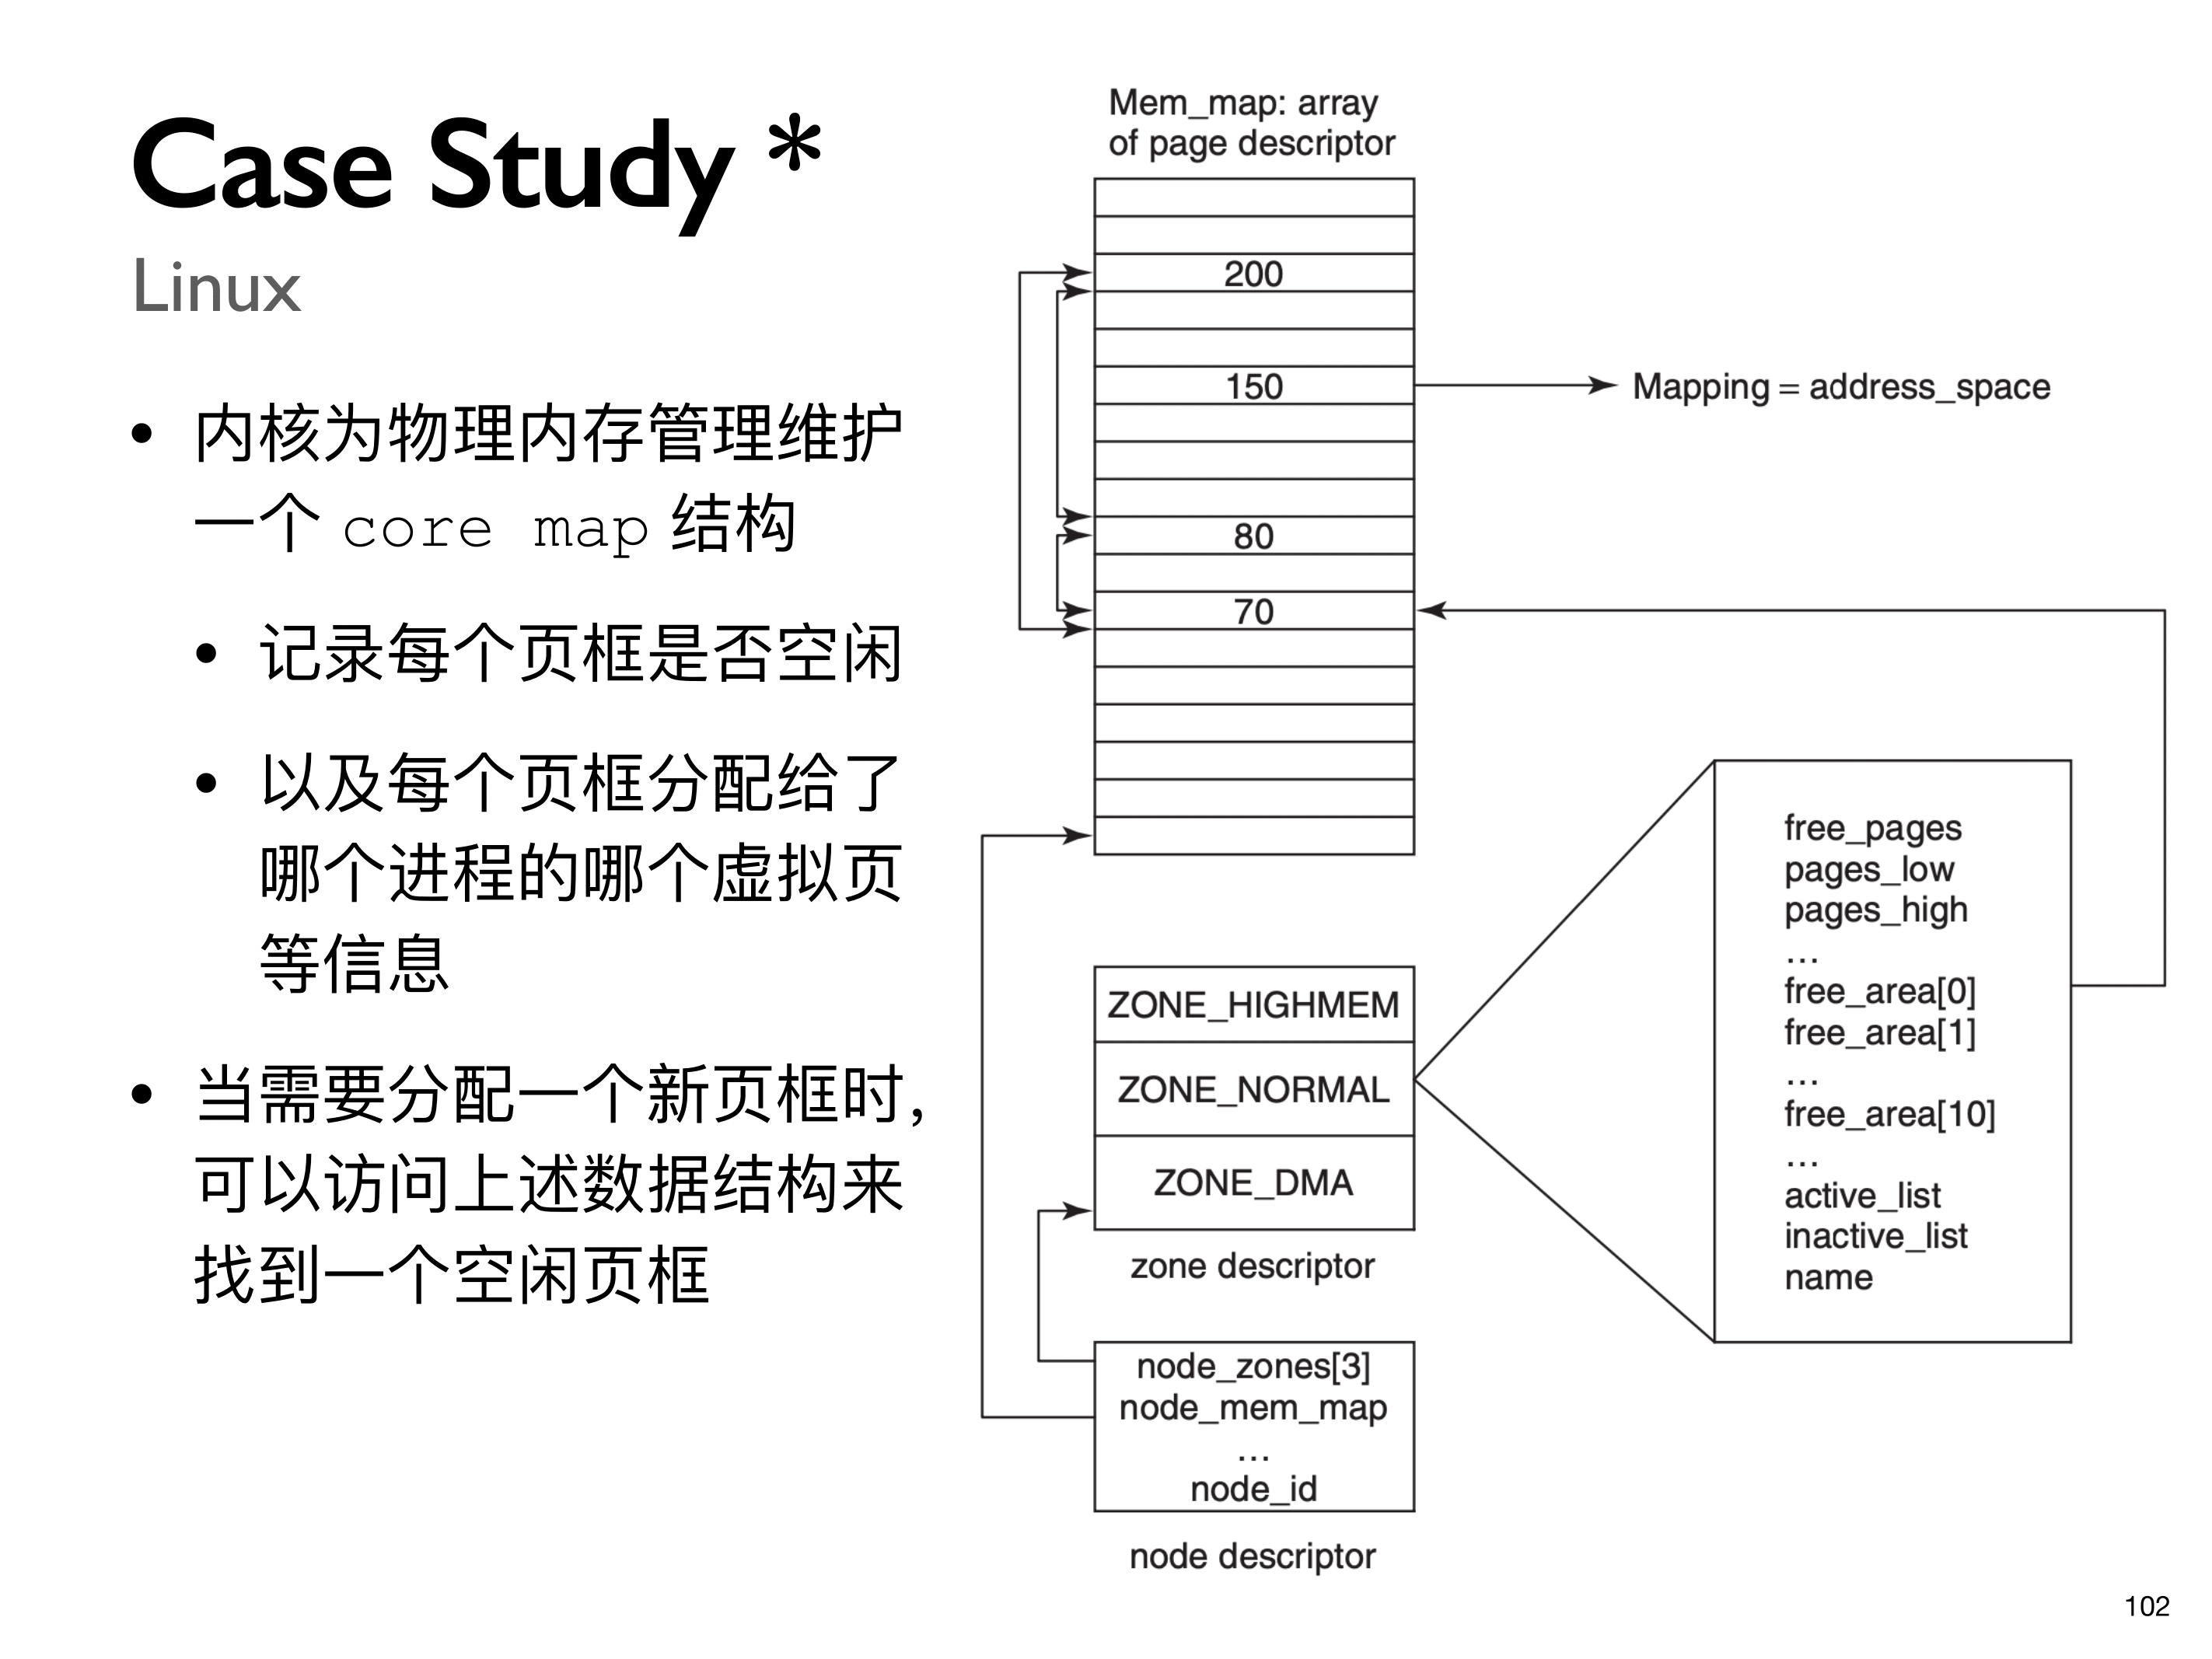 Case Study *
Linux
• 内核为物理内存管理维护
一个 core map 结构
• 记录每个页框是否空闲
• 以及每个页框分配给了
哪个进程的哪个虚拟页
等信息
• 当需要分配一个新页框时，
可以访问上述数据结构来
找到一个空闲页框
Mem_map: array
of page descriptor
200
150
Mapping = address_space
80
70
ZONE_HIGHMEM
ZONE_NORMAL
ZONE_DMA
zone descriptor
free_pages
pages_low
pages_high
...
free_area[0]
free_area[1]
...
free_area[10]
...
active_list
inactive_list
name
node_zones[3]
node_mem_map
...
node_id
node descriptor
102